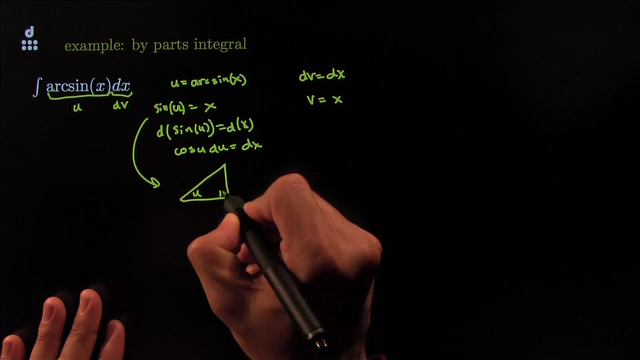 d
example: by parts integral
∫ arcsin(x)dx
u dv
u = arcsin(x)
sin(u) = x
d(sin(u)) = d(x)
cos u du = dx
u
dv = dx
v = x